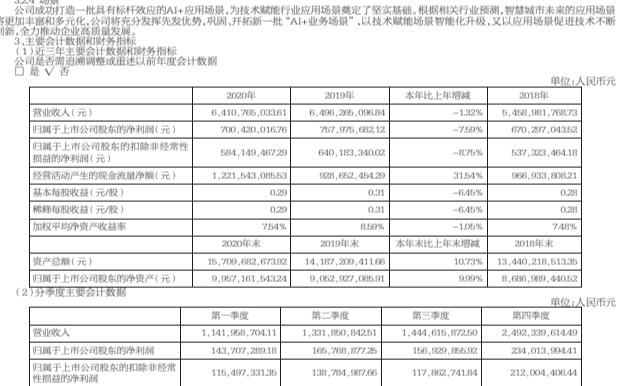 公司成功打造一批具有标杆效应的AI+应用场景,为技术赋能行业应用场景奠定了坚实基础。根据相关行业预测,智慧城市未来的应用场景
将更加丰富和多元化,公司将充分发挥先发优势,巩固、开拓新一批“AI+业务场景”,以技术赋能场景智能化升级,又以应用场景促进技术不断
创新,全力推动企业高质量发展。
3、主要会计数据和财务指标
(1)近三年主要会计数据和财务指标
公司是否需追溯调整或重述以前年度会计数据
□ 是 √ 否
单位:人民币元
2020年 2019年 本年比上年增减 2018年
营业收入(元) 6,410,765,033.61 6,496,265,096.84 -1.32% 5,458,981,768.73
归属于上市公司股东的净利润(元) 700,420,016.76 757,975,682.12 -7.59% 670,297,043.52
归属于上市公司股东的扣除非经常性
损益的净利润(元) 584,149,467.29 640,183,340.02 -8.75% 537,323,464.18
经营活动产生的现金流量净额(元) 1,221,543,085.53 928,652,454.29 31.54% 966,933,808.21
基本每股收益(元/股) 0.29 0.31 -6.45% 0.28
稀释每股收益(元/股) 0.29 0.31 -6.45% 0.28
加权平均净资产收益率 7.54% 8.59% -1.05% 7.48%
2020年末 2019年末 本年末比上年末增减 2018年末
资产总额(元) 15,709,682,673.92 14,187,209,411.66 10.73% 13,440,218,513.35
归属于上市公司股东的净资产(元) 9,957,161,543.24 9,052,927,085.91 9.99% 8,686,989,440.52
(2)分季度主要会计数据
单位:人民币元
第一季度 第二季度 第三季度 第四季度
营业收入 1,141,958,704.11 1,331,850,842.51 1,444,615,872.50 2,492,339,614.49
归属于上市公司股东的净利润 143,707,289.18 165,768,877.25 156,929,855.92 234,013,994.41
归属于上市公司股东的扣除非经常
性损益的净利润 115,497,331.35 138,784,987.66 117,862,741.84 212,004,406.44